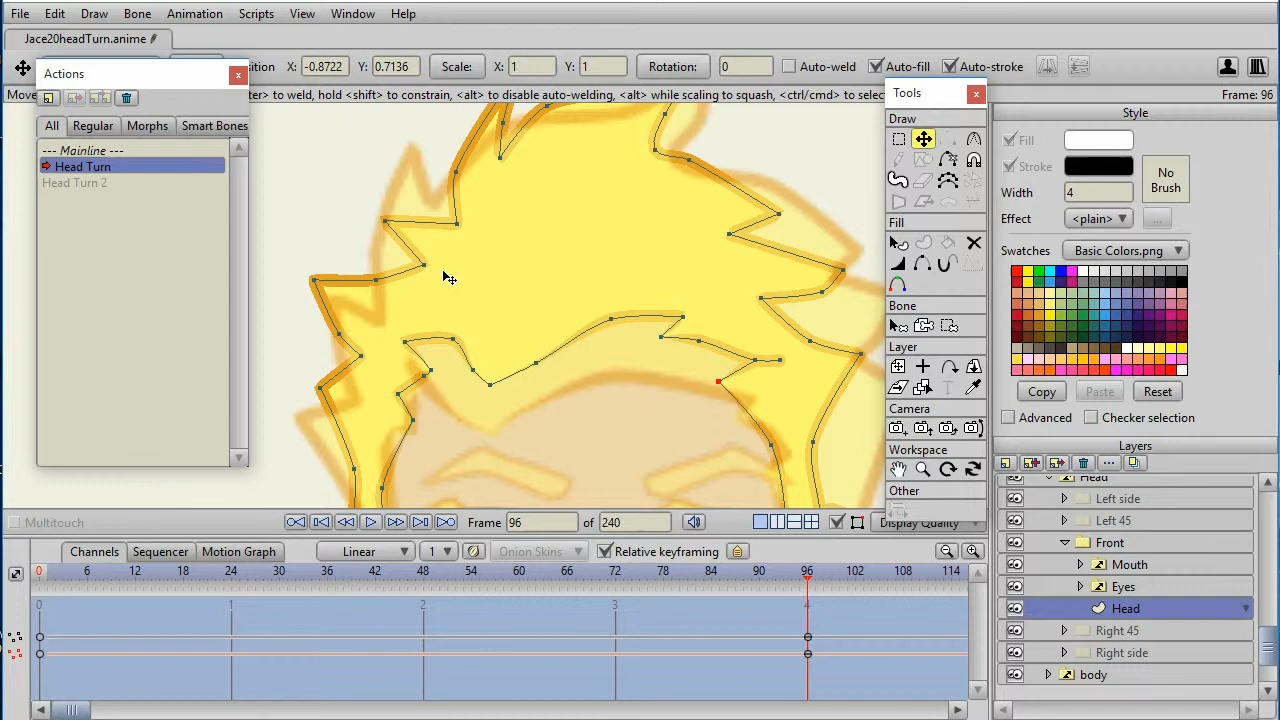 File Edit Draw Bone Animation Scripts View Window Help
Jace20headTurn.anime
sition X: -0.8722 Y: 0.7136 Scale: X: 1 Y: 1 Rotation: 0 Auto-weld Auto-fill Auto-stroke
Move
ter> to weld, hold <shift> to constrain, <alt> to disable auto-welding, <alt> while scaling to squash, <ctrl/cmd> to selec
Frame: 96
Actions
All Regular Morphs Smart Bones
--- Mainline ---
Head Turn
Head Turn 2
Tools
Draw
Fill
Bone
Layer
Camera
Workspace
Other
Style
Fill
Stroke
Width 4
Effect <plain> ...
No
Brush
Swatches Basic Colors.png
Copy Paste Reset
Advanced Checker selection
Layers
Head
Left side
Left 45
Front
Mouth
Eyes
Head
Right 45
Right side
body
Multitouch
Frame 96 of 240
Display Quality
Channels Sequencer Motion Graph Linear 1 Onion Skins Relative keyframing
0 6 12 18 24 30 36 42 48 54 60 66 72 78 84 90 96 102 108 114
0 1 2 3 4